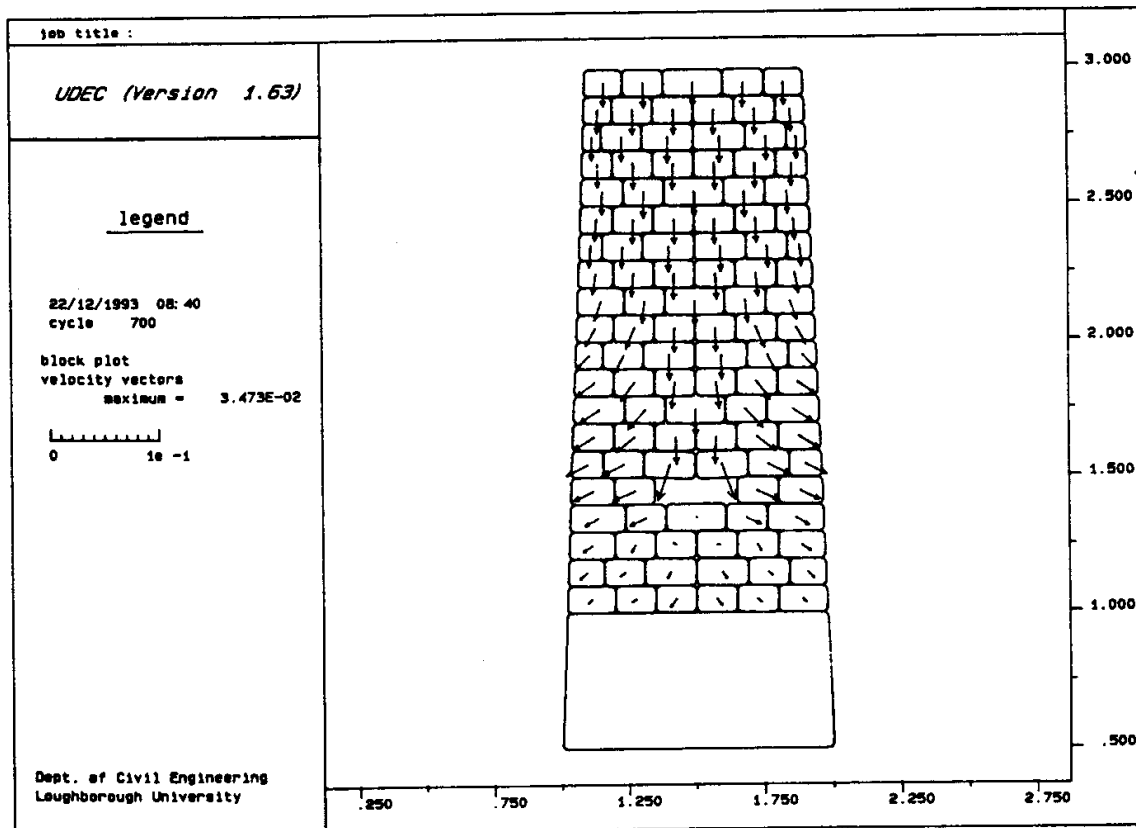 job title :
UDEC (Version 1.63)
legend
22/12/1993 08:40
cycle 700
block plot
velocity vectors
maximum = 3.473E-02
0 1e -1
Dept. of Civil Engineering
Loughborough University
3.000
2.500
2.000
1.500
1.000
.500
.250 .750 1.250 1.750 2.250 2.750